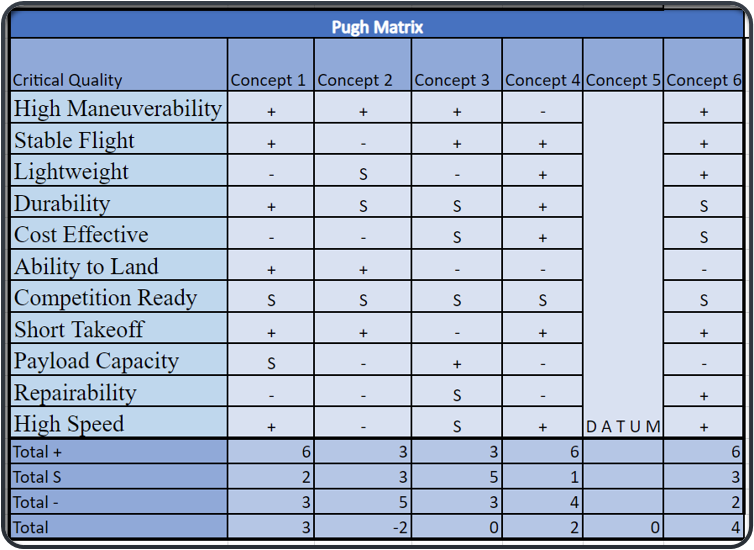 Pugh Matrix
Critical Quality Concept 1 Concept 2 Concept 3 Concept 4 Concept 5 Concept 6
High Maneuverability + + + - +
Stable Flight + - + + +
Lightweight - S - + +
Durability + S S + S
Cost Effective - - S + S
Ability to Land + + - - -
Competition Ready S S S S S
Short Takeoff + + - + +
Payload Capacity S - + - -
Repairability - - S - +
High Speed + - S + DATUM +
Total + 6 3 3 6 6
Total S 2 3 5 1 3
Total - 3 5 3 4 2
Total 3 -2 0 2 0 4